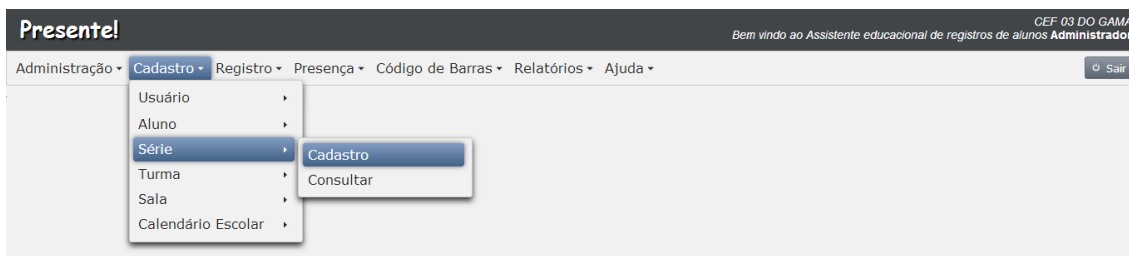 Presente!
CEF 03 DO GAMA
Bem vindo ao Assistente educacional de registros de alunos Administrador
Administração Cadastro Registro Presença Código de Barras Relatórios Ajuda Sair
Usuário
Aluno
Série
Turma
Sala
Calendário Escolar
Cadastro
Consultar